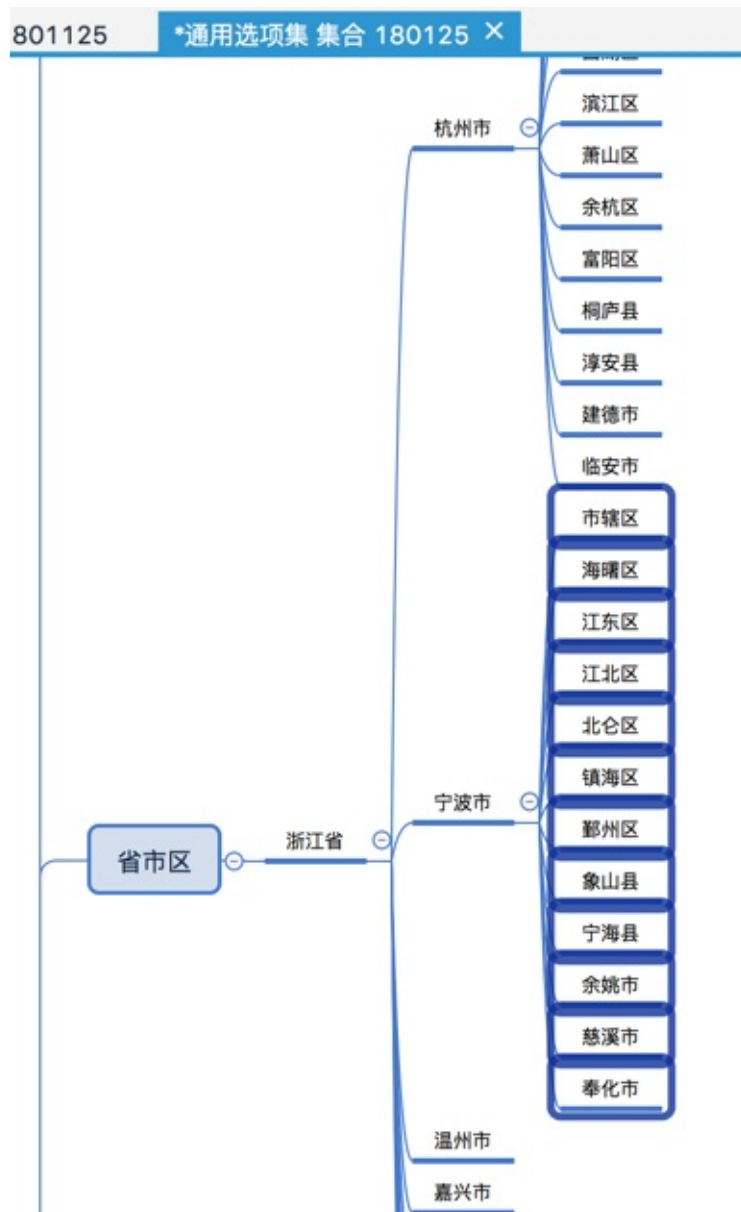 801125
*通用选项集 集合 180125 ×
滨江区
杭州市
萧山区
余杭区
富阳区
桐庐县
淳安县
建德市
临安市
市辖区
海曙区
江东区
江北区
北仑区
镇海区
宁波市
鄞州区
浙江省
省市区
象山县
宁海县
余姚市
慈溪市
奉化市
温州市
嘉兴市